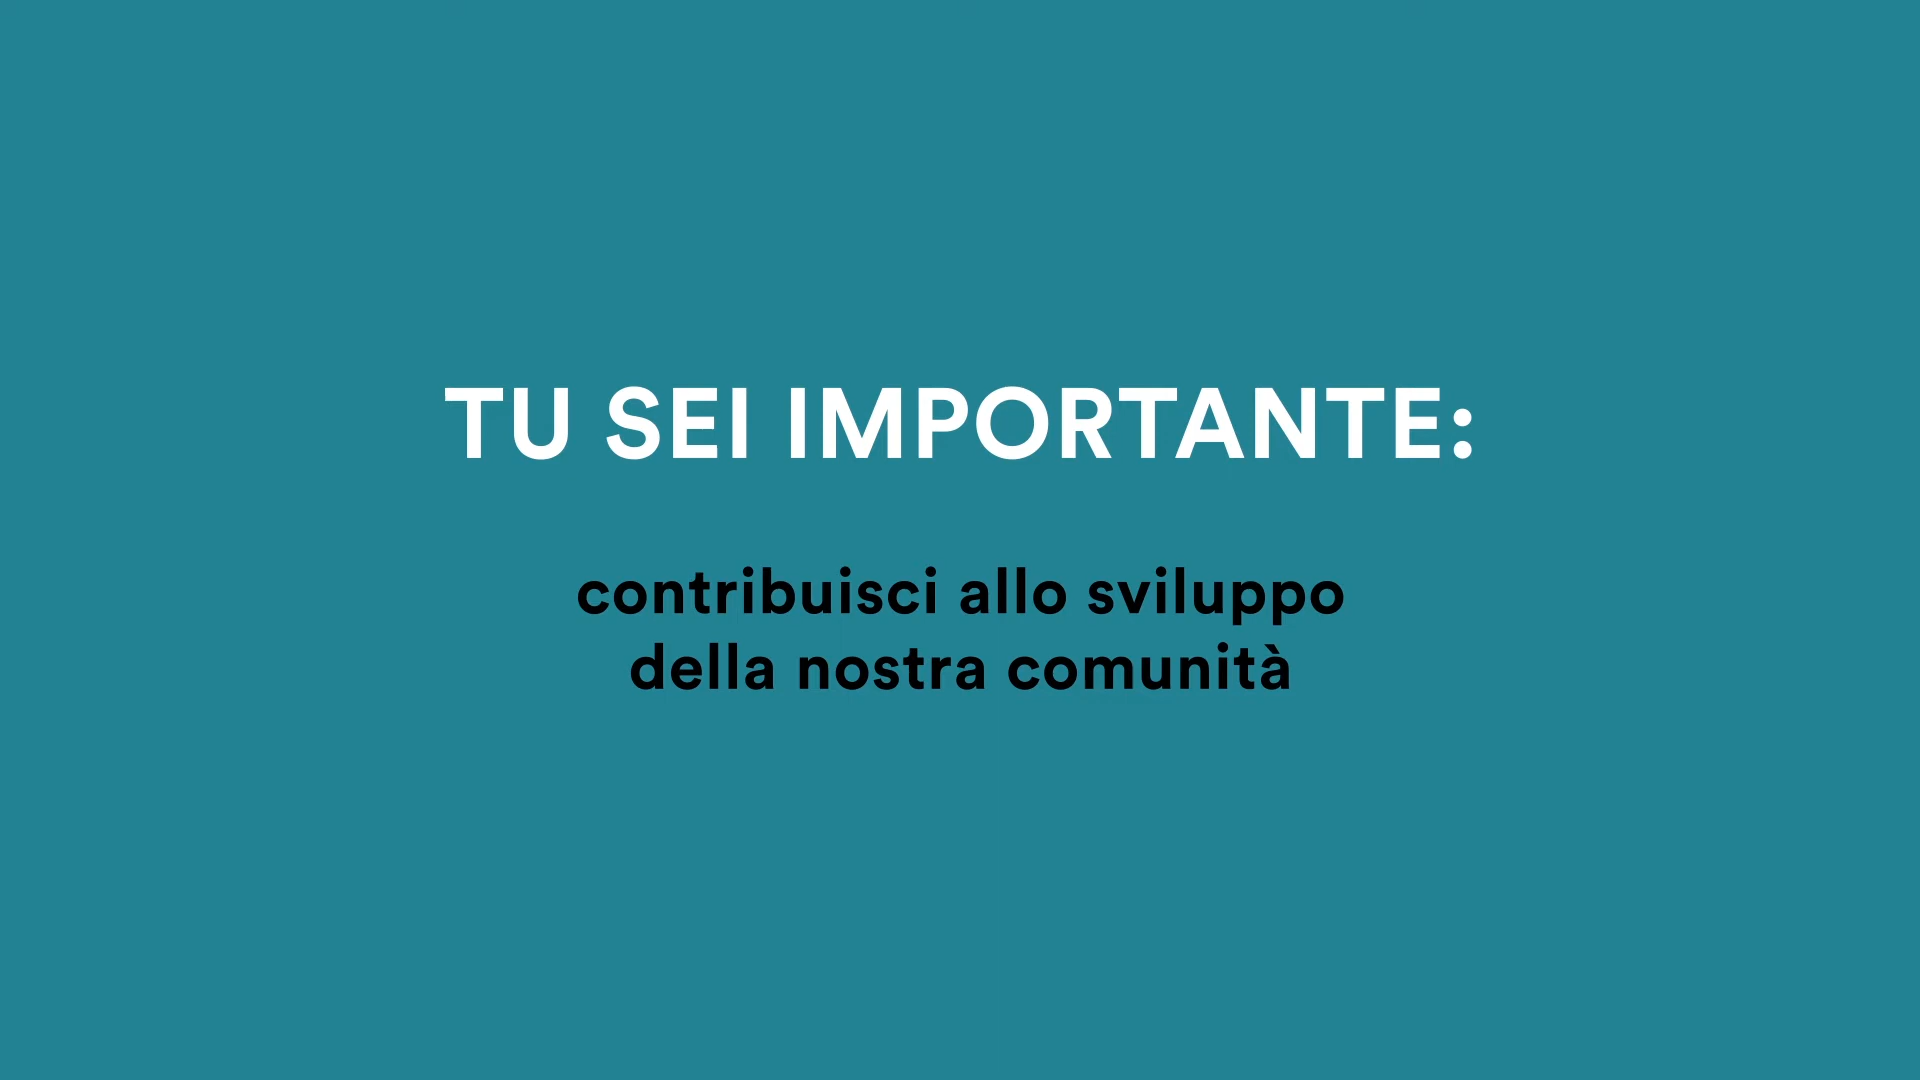 TU SEI IMPORTANTE:
contribuisci allo sviluppo
della nostra comunità